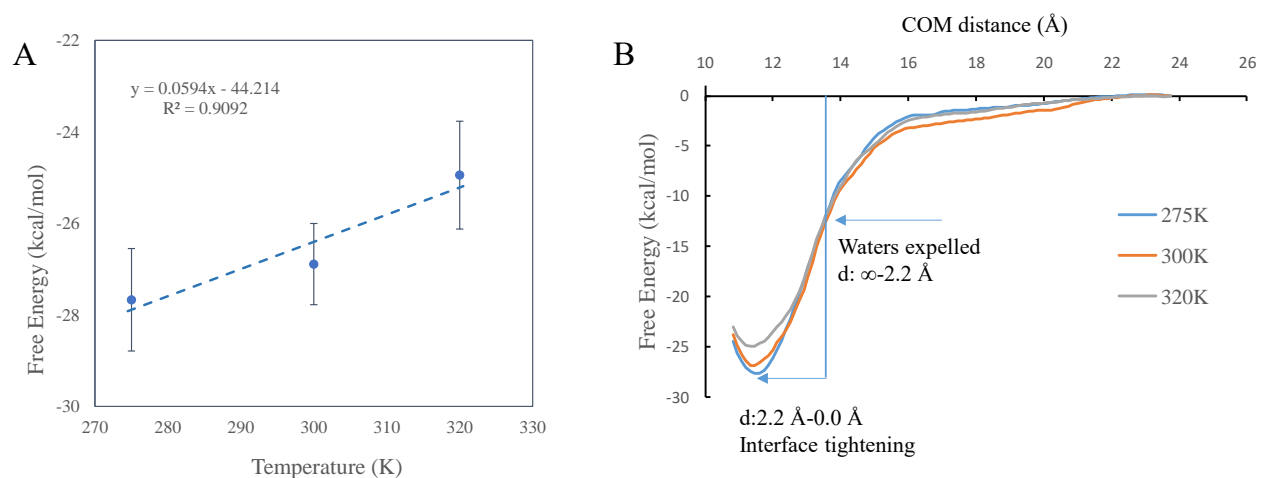 A
y = 0.0594x - 44.214
R² = 0.9092
Free Energy (kcal/mol)
-22
-24
-26
-28
-30
270 280 290 300 310 320 330
Temperature (K)
B
COM distance (Å)
10 12 14 16 18 20 22 24 26
Free Energy (kcal/mol)
0
-5
-10
-15
-20
-25
-30
Waters expelled
d: ∞-2.2 Å
275K
300K
320K
d:2.2 Å-0.0 Å
Interface tightening